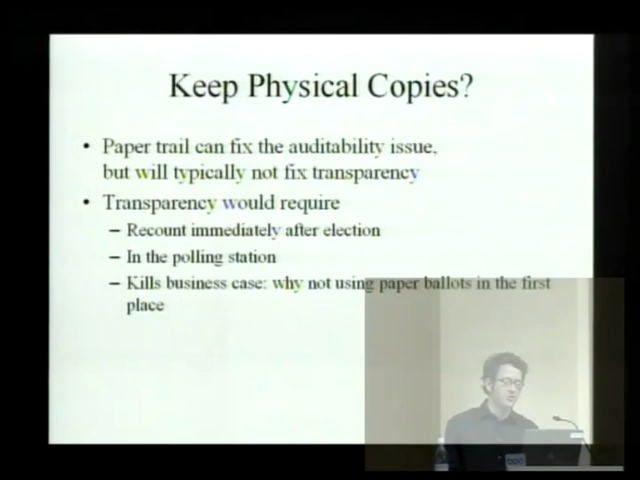 Keep Physical Copies?
• Paper trail can fix the auditability issue,
but will typically not fix transparency
• Transparency would require
– Recount immediately after election
– In the polling station
– Kills business case: why not using paper ballots in the first
place